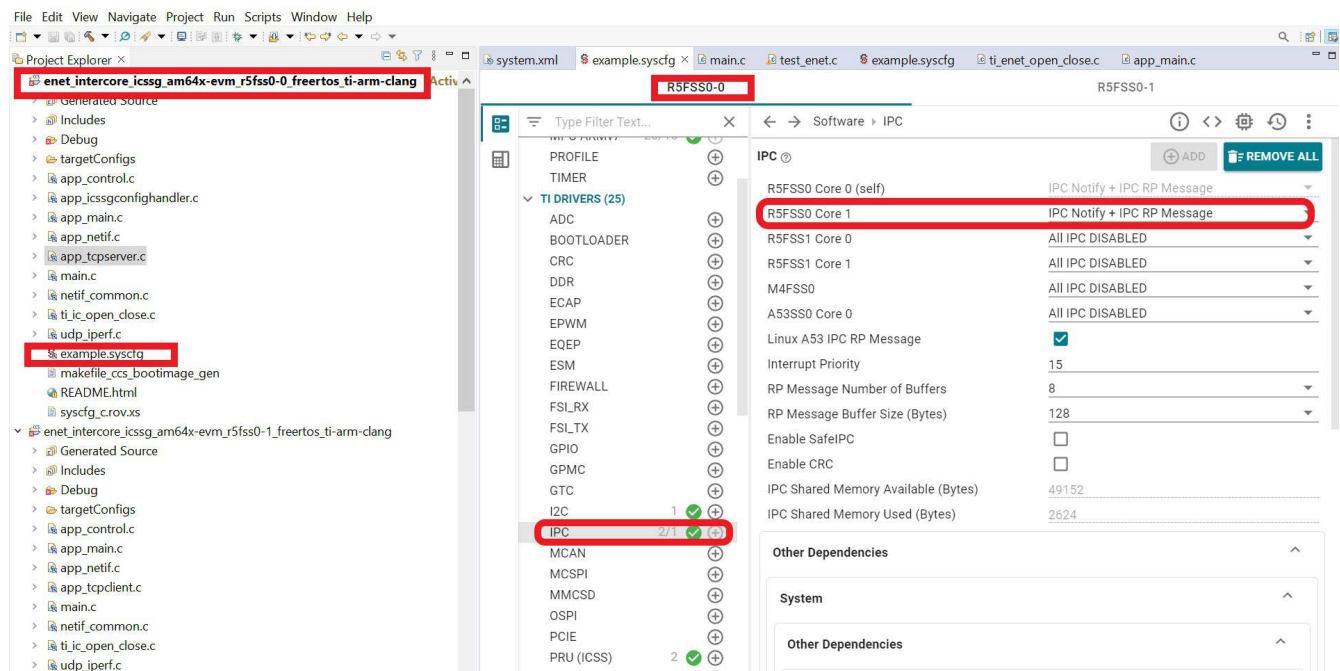 File Edit View Navigate Project Run Scripts Window Help
Project Explorer ×
enet_intercore_icssg_am64x-evm_r5fss0-0_freertos_ti-arm-clang Activ
Generated Source
Includes
Debug
targetConfigs
app_control.c
app_icssgconfighandler.c
app_main.c
app_netif.c
app_tcpserver.c
main.c
netif_common.c
ti_ic_open_close.c
udp_iperf.c
example.syscfg
makefile_ccs_bootimage_gen
README.html
syscfg_c.rov.xs
enet_intercore_icssg_am64x-evm_r5fss0-1_freertos_ti-arm-clang
Generated Source
Includes
Debug
targetConfigs
app_control.c
app_main.c
app_netif.c
app_tcpclient.c
main.c
netif_common.c
ti_ic_open_close.c
udp_iperf.c
system.xml example.syscfg × main.c test_enet.c example.syscfg ti_enet_open_close.c app_main.c
R5FSS0-0 R5FSS0-1
Type Filter Text... ×
PROFILE
TIMER
TI DRIVERS (25)
ADC
BOOTLOADER
CRC
DDR
ECAP
EPWM
EQEP
ESM
FIREWALL
FSI_RX
FSI_TX
GPIO
GPMC
GTC
I2C 1
IPC 2/1
MCAN
MCSPI
MMCSD
OSPI
PCIE
PRU (ICSS) 2
Software IPC
IPC ADD REMOVE ALL
R5FSS0 Core 0 (self) IPC Notify + IPC RP Message
R5FSS0 Core 1 IPC Notify + IPC RP Message
R5FSS1 Core 0 All IPC DISABLED
R5FSS1 Core 1 All IPC DISABLED
M4FSS0 All IPC DISABLED
A53SS0 Core 0 All IPC DISABLED
Linux A53 IPC RP Message
Interrupt Priority 15
RP Message Number of Buffers 8
RP Message Buffer Size (Bytes) 128
Enable SafeIPC
Enable CRC
IPC Shared Memory Available (Bytes) 49152
IPC Shared Memory Used (Bytes) 2624
Other Dependencies
System
Other Dependencies